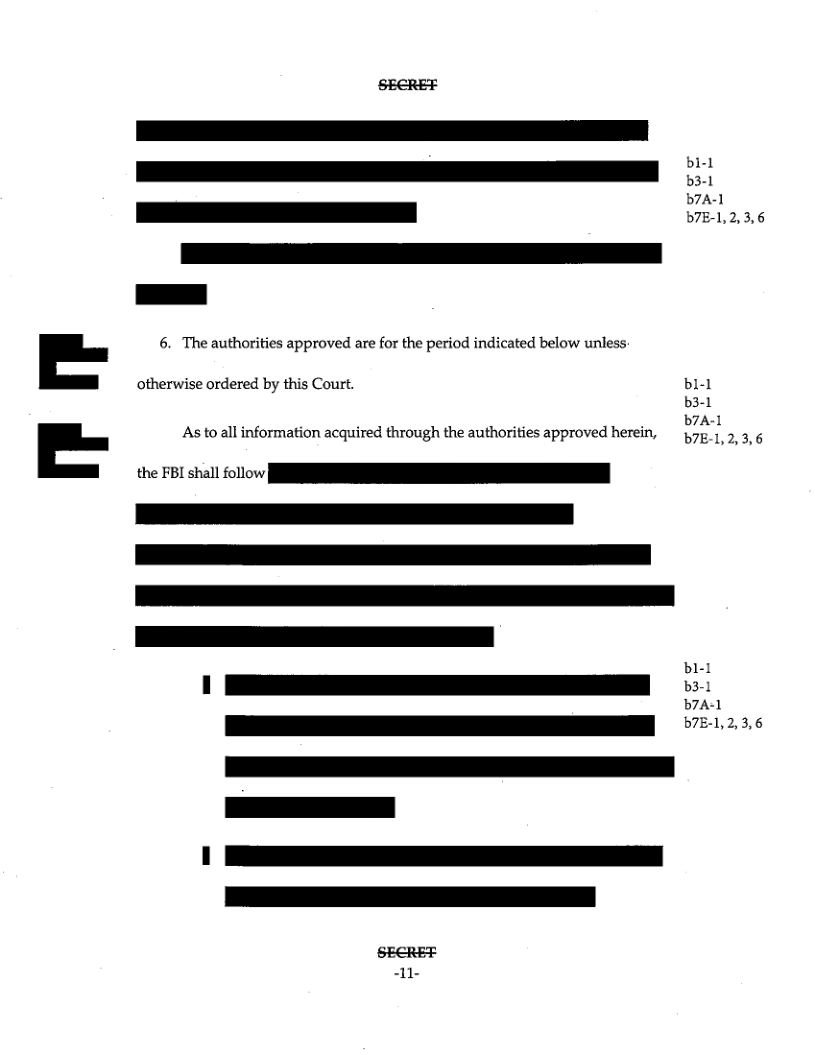 SECRET
b1-1
b3-1
b7A-1
b7E-1, 2, 3, 6
6. The authorities approved are for the period indicated below unless
otherwise ordered by this Court.
b1-1
b3-1
b7A-1
b7E-1, 2, 3, 6
As to all information acquired through the authorities approved herein,
the FBI shall follow
b1-1
b3-1
b7A-1
b7E-1, 2, 3, 6
SECRET
-11-